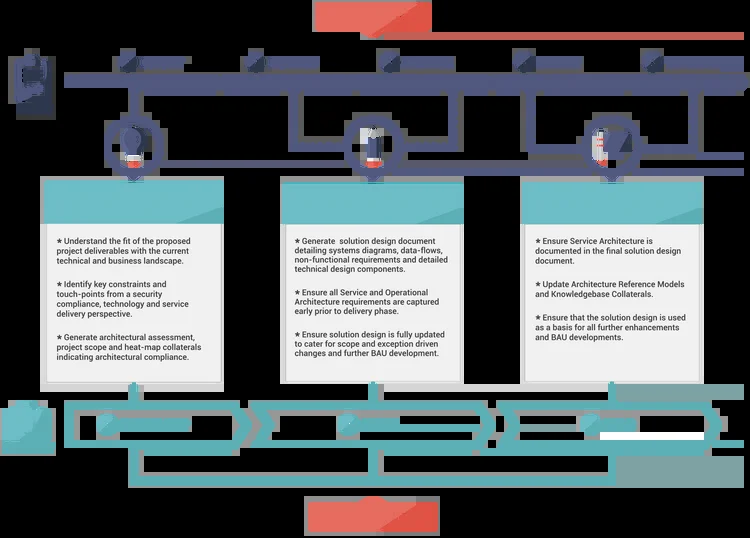 ★ Understand the fit of the proposed
project deliverables with the current
technical and business landscape.
★ Identify key constraints and
touch-points from a security
compliance, technology and service
delivery perspective.
★ Generate architectural assessment,
project scope and heat-map collaterals
indicating architectural compliance.
★ Generate solution design document
detailing systems diagrams, data-flows,
non-functional requirements and detailed
technical design components.
★ Ensure all Service and Operational
Architecture requirements are captured
early prior to delivery phase.
★ Ensure solution design is fully updated
to cater for scope and exception driven
changes and further BAU development.
★ Ensure Service Architecture is
documented in the final solution design
document.
★ Update Architecture Reference Models
and Knowledgebase Collaterals.
★ Ensure that the solution design is used
as a basis for all further enhancements
and BAU developments.